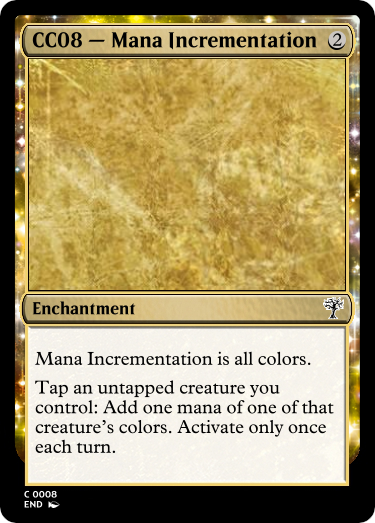 CC08 — Mana Incrementation 2
Enchantment
Mana Incrementation is all colors.
Tap an untapped creature you
control: Add one mana of one of that
creature's colors. Activate only once
each turn.
C 0008
END